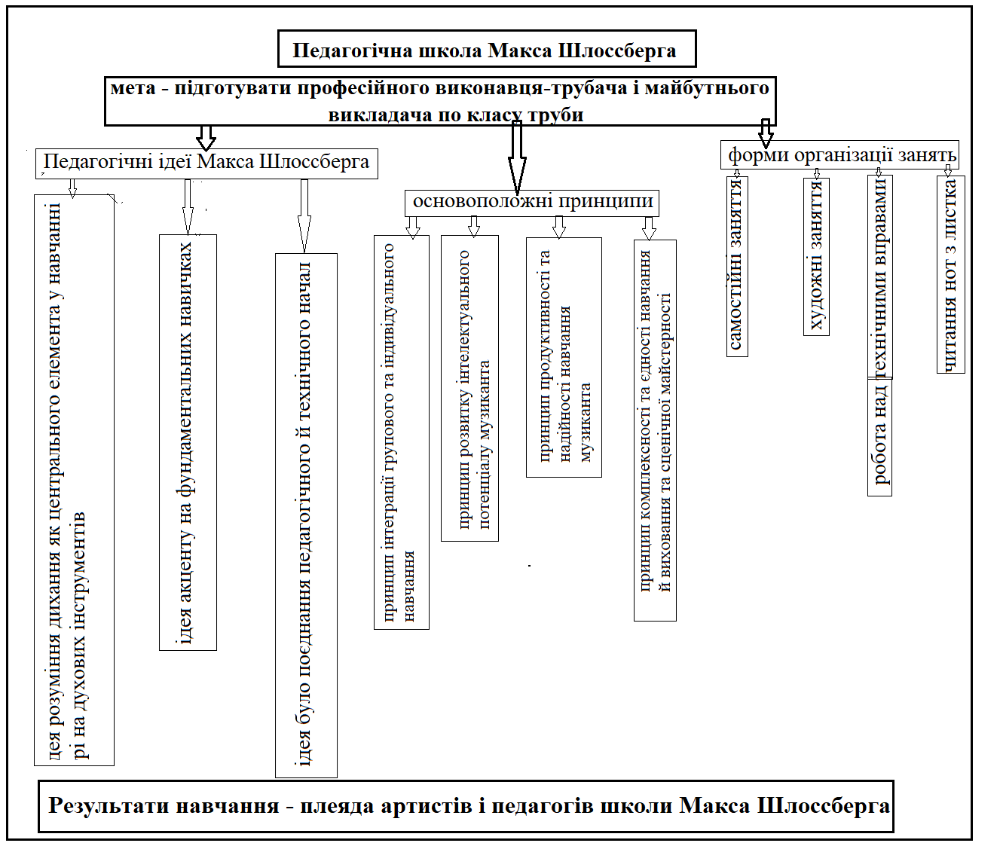 Педагогічна школа Макса Шлоссберга
мета - підготувати професійного виконавця-трубача і майбутнього
викладача по класу труби
Педагогічні ідеї Макса Шлоссберга
дея розуміння дихання як центрального елемента у навчанні
рі на духових інструментів
ідея акценту на фундаментальних навичках
ідея було поєднання педагогічного й технічного начал
основоположні принципи
принцип інтеграції групового та індивідуального
навчання
принцип розвитку інтелектуального
потенціалу музиканта
принцип продуктивності та
надійності навчання
музиканта
принцип комплексності та єдності навчання
й виховання та сценічної майстерності
форми організації занять
самостійні заняття
художні заняття
робота над технічними вправами
читання нот з листка
Результати навчання - плеяда артистів і педагогів школи Макса Шлоссберга